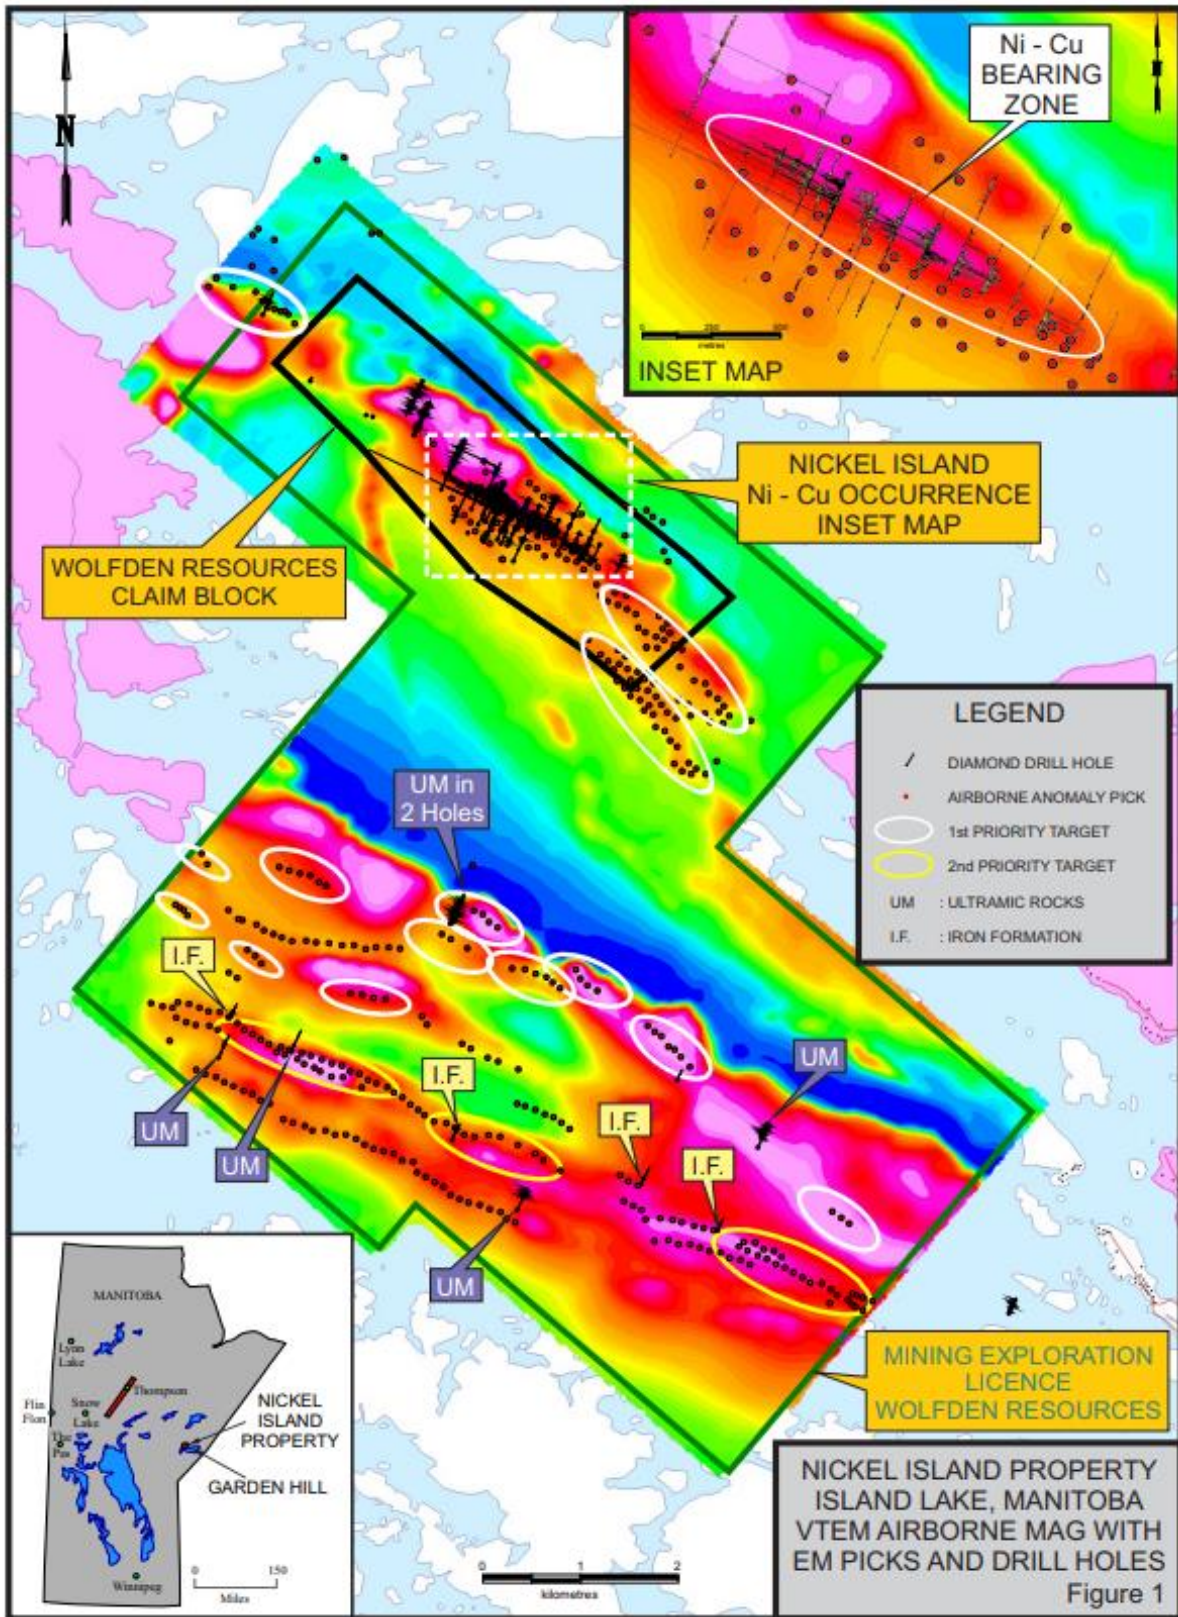 N
N
Ni - Cu
BEARING
ZONE
0
metres
INSET MAP
WOLFDEN RESOURCES
CLAIM BLOCK
NICKEL ISLAND
Ni - Cu OCCURRENCE
INSET MAP
UM in
2 Holes
LEGEND
DIAMOND DRILL HOLE
AIRBORNE ANOMALY PICK
1st PRIORITY TARGET
2nd PRIORITY TARGET
UM : ULTRAMIC ROCKS
I.F. : IRON FORMATION
I.F.
UM
I.F.
I.F.
I.F.
UM
UM
UM
MANITOBA
Lynn
Lake
Thompson
Flin
Flon
Snow
Lake
The
Pas
NICKEL
ISLAND
PROPERTY
GARDEN HILL
0 150
Miles
Winnipeg
0 1 2
kilometres
MINING EXPLORATION
LICENCE
WOLFDEN RESOURCES
NICKEL ISLAND PROPERTY
ISLAND LAKE, MANITOBA
VTEM AIRBORNE MAG WITH
EM PICKS AND DRILL HOLES
Figure 1